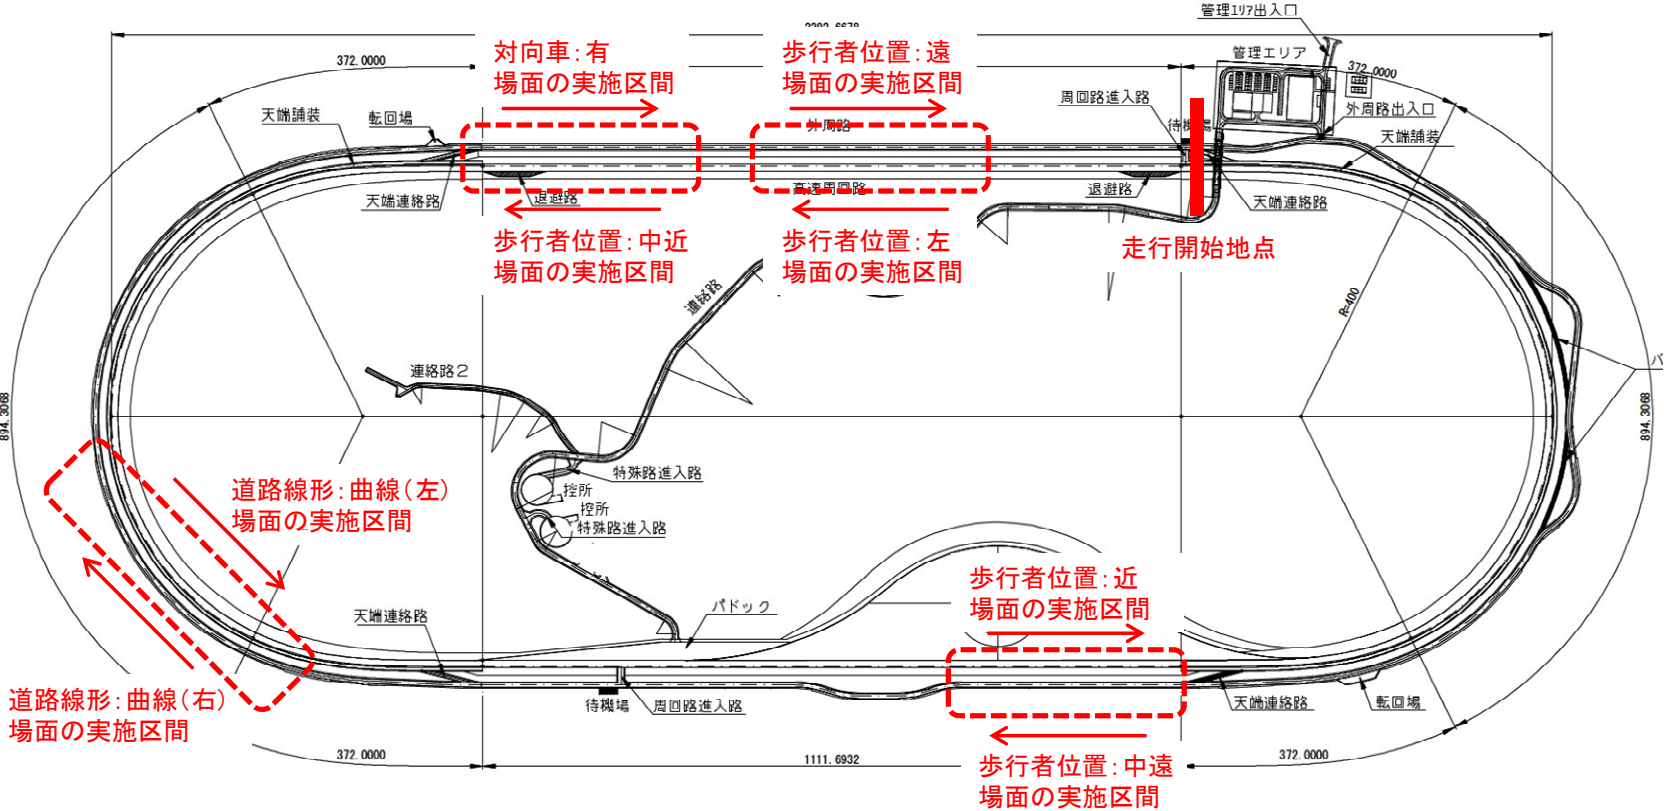 管理エリア出入口
2293.6678
対向車:有
場面の実施区間
歩行者位置:遠
場面の実施区間
管理エリア
372.0000
372.0000
周回路進入路
外周路出入口
天端舗装
転回場
外周路
待機場
天端舗装
天端連絡路
退避路
高速周回路
退避路
天端連絡路
歩行者位置:中近
場面の実施区間
歩行者位置:左
場面の実施区間
走行開始地点
連絡路
R=400
連絡路2
894.3068
894.3068
特殊路進入路
控所
控所
特殊路進入路
道路線形:曲線(左)
場面の実施区間
歩行者位置:近
場面の実施区間
パドック
天端連絡路
道路線形:曲線(右)
場面の実施区間
待機場
周回路進入路
天端連絡路
転回場
372.0000
1111.6932
372.0000
歩行者位置:中遠
場面の実施区間